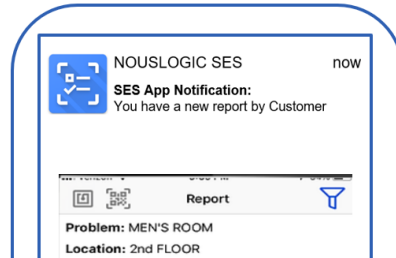 NOUSLOGIC SES now
SES App Notification:
You have a new report by Customer
Report
Problem: MEN'S ROOM
Location: 2nd FLOOR